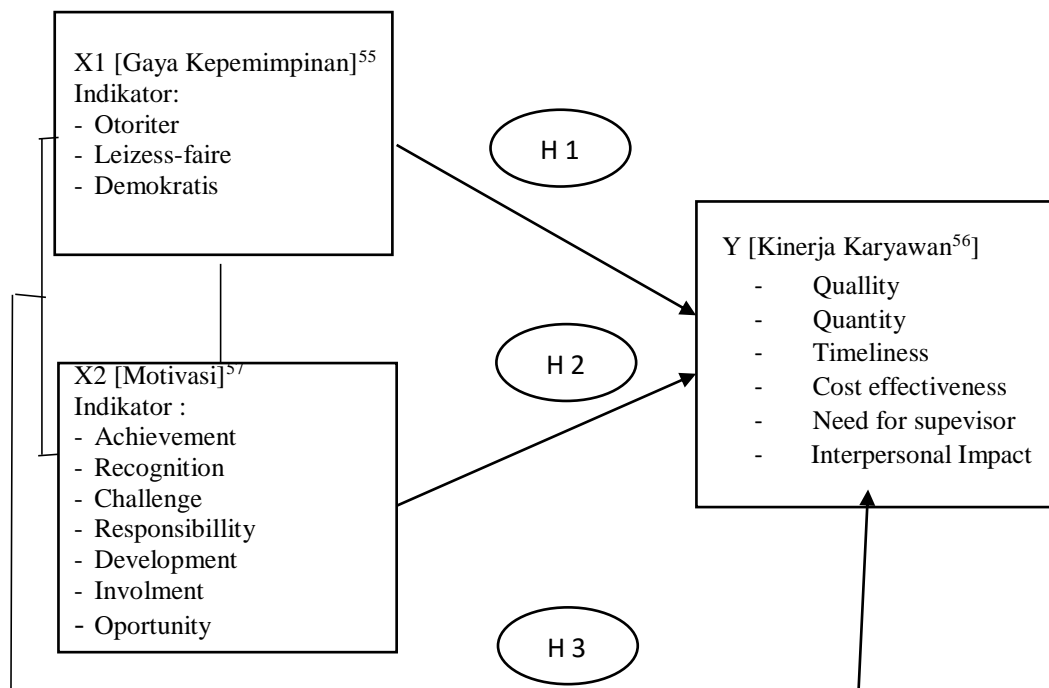 X1 [Gaya Kepemimpinan]55
Indikator:
- Otoriter
- Leizess-faire
- Demokratis
H 1
Y [Kinerja Karyawan56]
- Quallity
- Quantity
- Timeliness
- Cost effectiveness
- Need for supevisor
- Interpersonal Impact
H 2
X2 [Motivasi]57
Indikator :
- Achievement
- Recognition
- Challenge
- Responsibillity
- Development
- Involment
- Oportunity
H 3